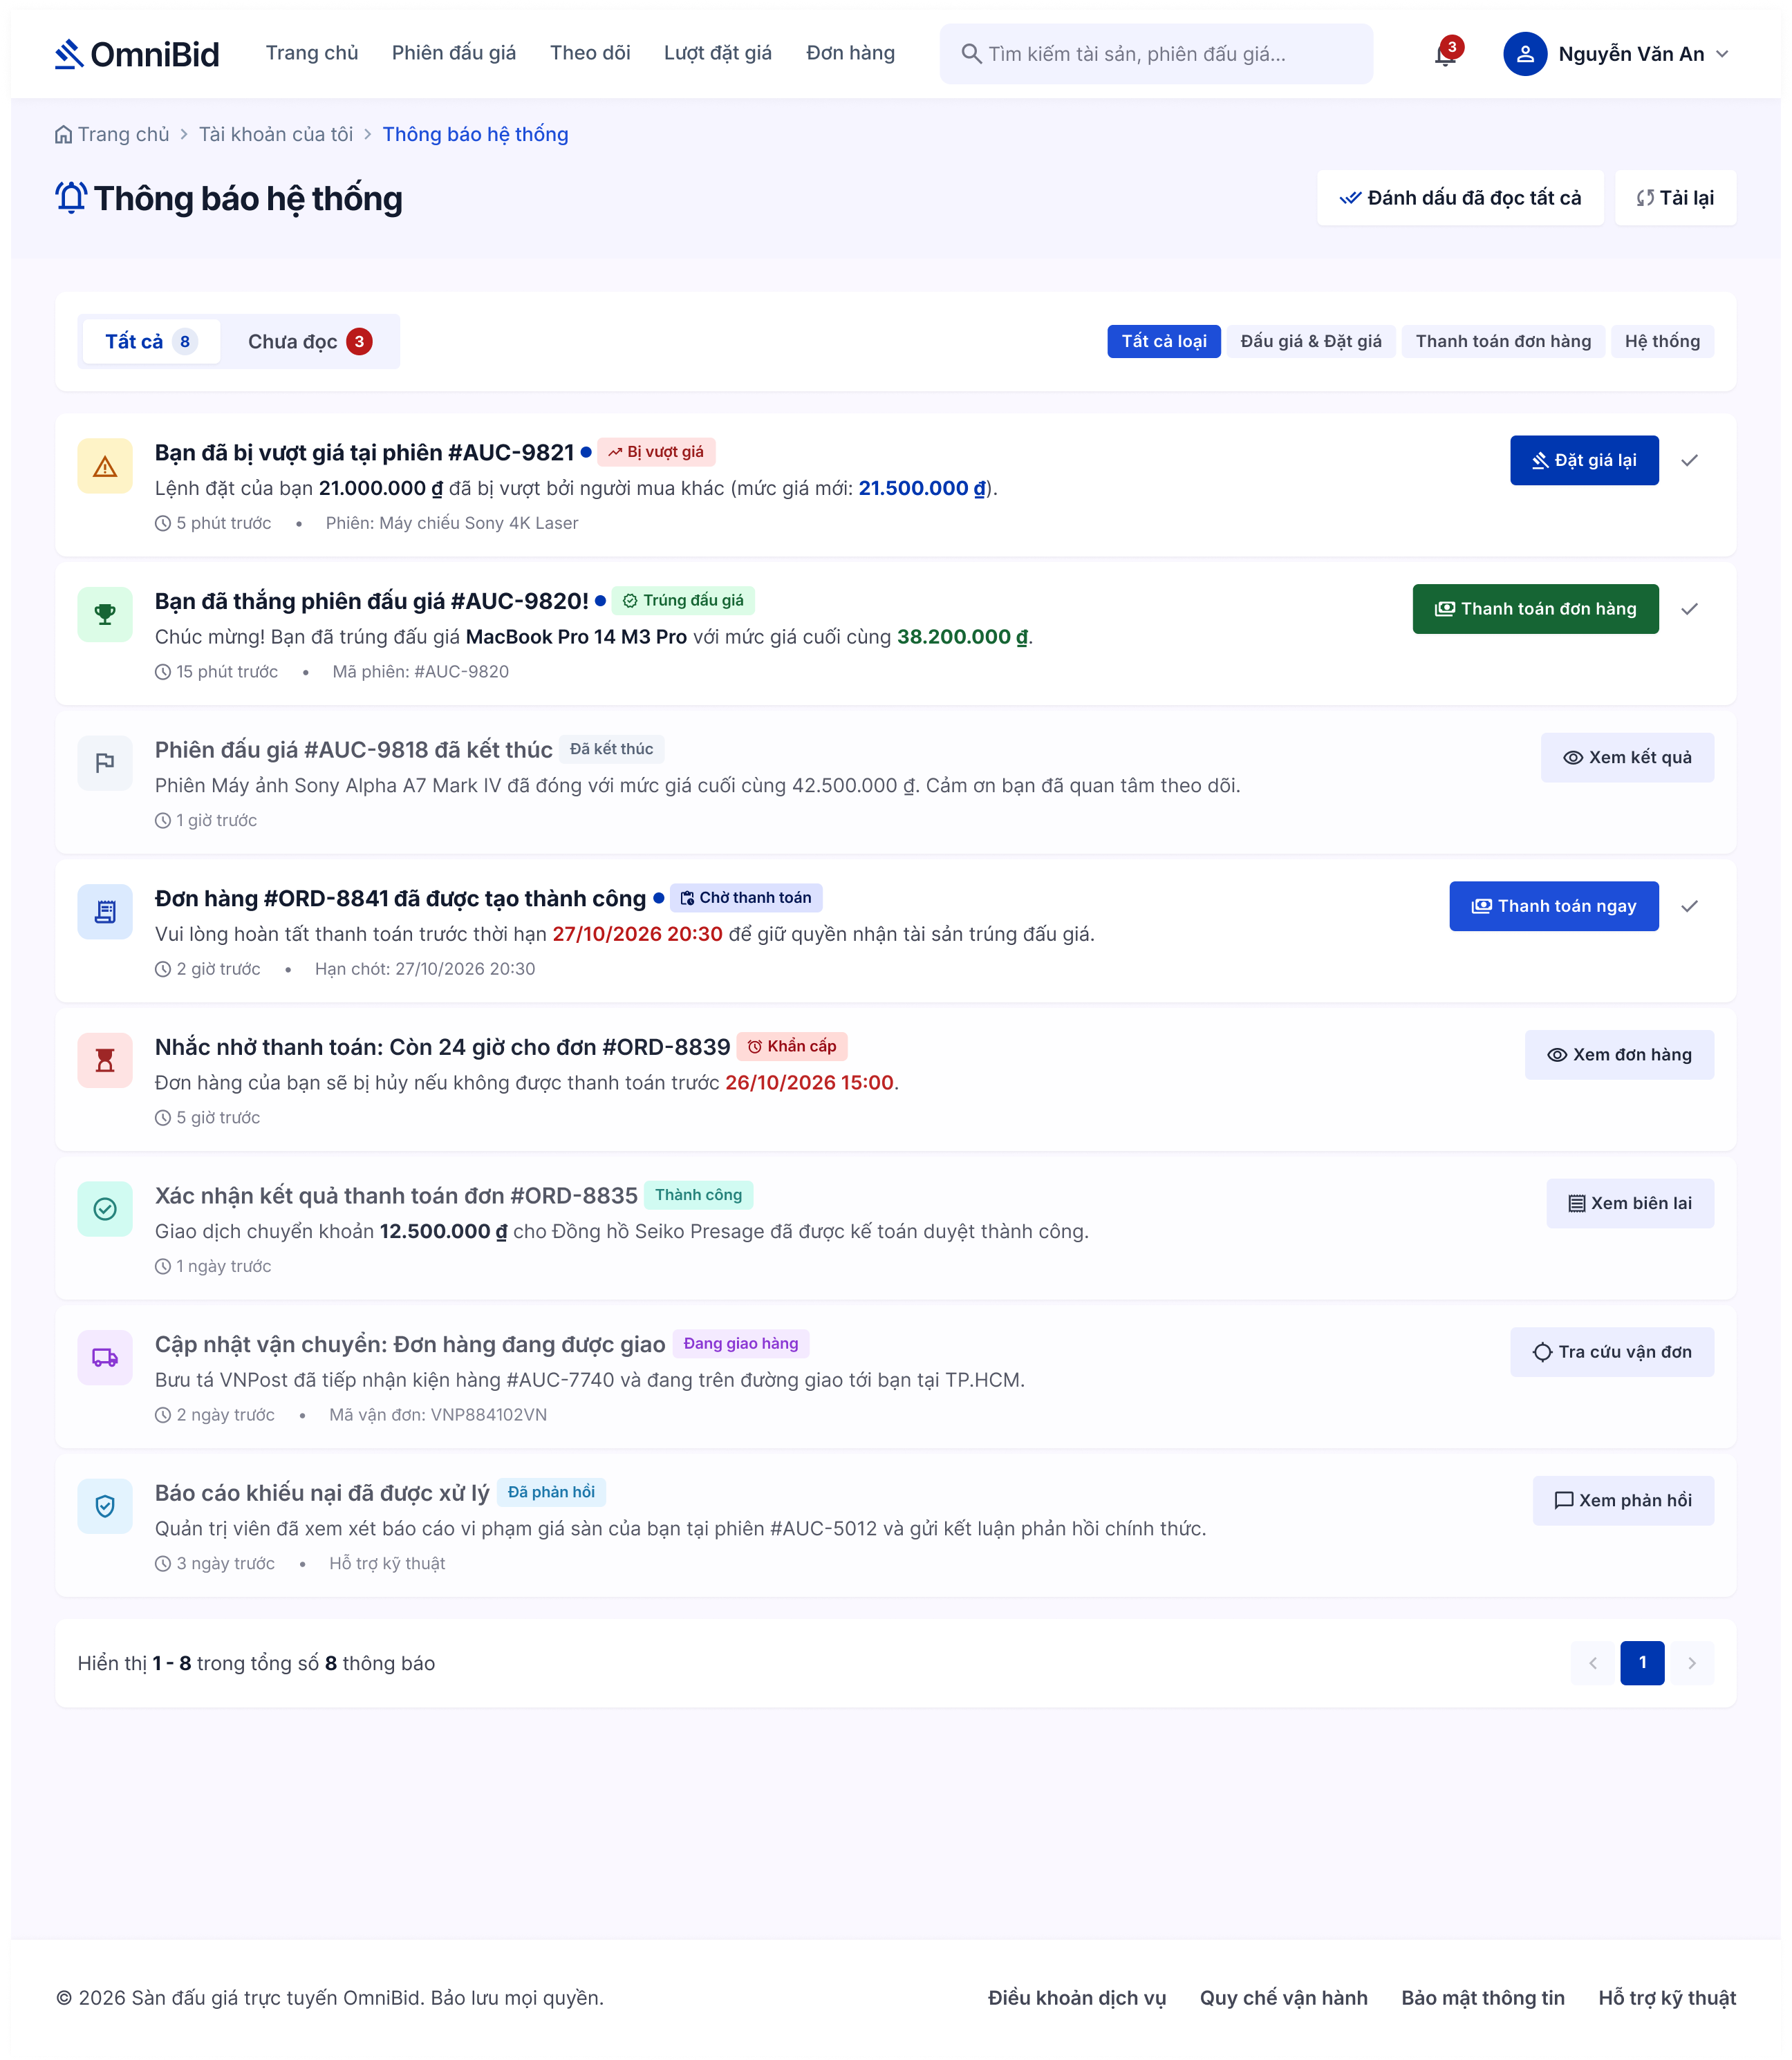 OmniBid Trang chủ Phiên đấu giá Theo dõi Lượt đặt giá Đơn hàng Tìm kiếm tài sản, phiên đấu giá... 3 Nguyễn Văn An
Trang chủ > Tài khoản của tôi > Thông báo hệ thống
Thông báo hệ thống Đánh dấu đã đọc tất cả Tải lại
Tất cả 8 Chưa đọc 3 Tất cả loại Đấu giá & Đặt giá Thanh toán đơn hàng Hệ thống
Bạn đã bị vượt giá tại phiên #AUC-9821 Bị vượt giá Đặt giá lại
Lệnh đặt của bạn 21.000.000 ₫ đã bị vượt bởi người mua khác (mức giá mới: 21.500.000 ₫).
5 phút trước • Phiên: Máy chiếu Sony 4K Laser
Bạn đã thắng phiên đấu giá #AUC-9820! Trúng đấu giá Thanh toán đơn hàng
Chúc mừng! Bạn đã trúng đấu giá MacBook Pro 14 M3 Pro với mức giá cuối cùng 38.200.000 ₫.
15 phút trước • Mã phiên: #AUC-9820
Phiên đấu giá #AUC-9818 đã kết thúc Đã kết thúc Xem kết quả
Phiên Máy ảnh Sony Alpha A7 Mark IV đã đóng với mức giá cuối cùng 42.500.000 ₫. Cảm ơn bạn đã quan tâm theo dõi.
1 giờ trước
Đơn hàng #ORD-8841 đã được tạo thành công Chờ thanh toán Thanh toán ngay
Vui lòng hoàn tất thanh toán trước thời hạn 27/10/2026 20:30 để giữ quyền nhận tài sản trúng đấu giá.
2 giờ trước • Hạn chót: 27/10/2026 20:30
Nhắc nhở thanh toán: Còn 24 giờ cho đơn #ORD-8839 Khẩn cấp Xem đơn hàng
Đơn hàng của bạn sẽ bị hủy nếu không được thanh toán trước 26/10/2026 15:00.
5 giờ trước
Xác nhận kết quả thanh toán đơn #ORD-8835 Thành công Xem biên lai
Giao dịch chuyển khoản 12.500.000 ₫ cho Đồng hồ Seiko Presage đã được kế toán duyệt thành công.
1 ngày trước
Cập nhật vận chuyển: Đơn hàng đang được giao Đang giao hàng Tra cứu vận đơn
Bưu tá VNPost đã tiếp nhận kiện hàng #AUC-7740 và đang trên đường giao tới bạn tại TP.HCM.
2 ngày trước • Mã vận đơn: VNP884102VN
Báo cáo khiếu nại đã được xử lý Đã phản hồi Xem phản hồi
Quản trị viên đã xem xét báo cáo vi phạm giá sàn của bạn tại phiên #AUC-5012 và gửi kết luận phản hồi chính thức.
3 ngày trước • Hỗ trợ kỹ thuật
Hiển thị 1 - 8 trong tổng số 8 thông báo 1
© 2026 Sàn đấu giá trực tuyến OmniBid. Bảo lưu mọi quyền. Điều khoản dịch vụ Quy chế vận hành Bảo mật thông tin Hỗ trợ kỹ thuật